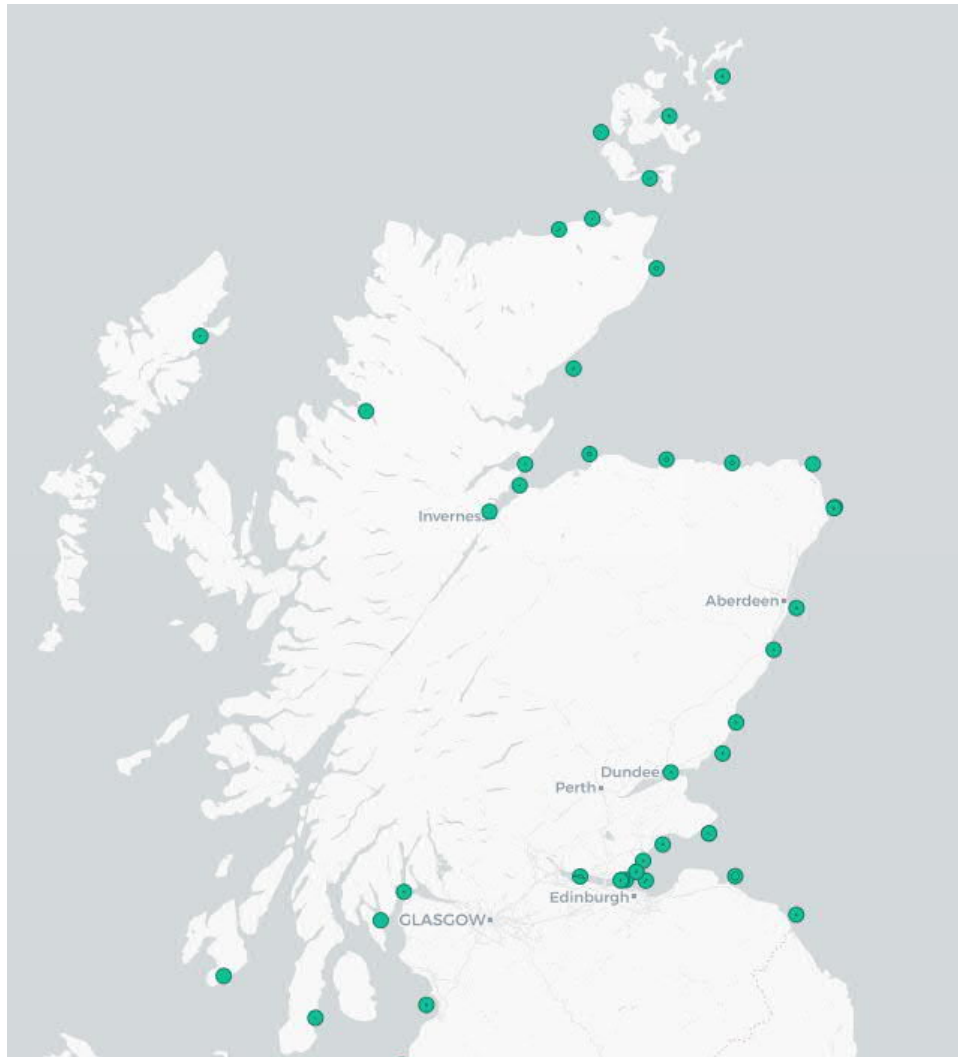 Inverness
Aberdeen
Dundee
Perth
Edinburgh
GLASGOW